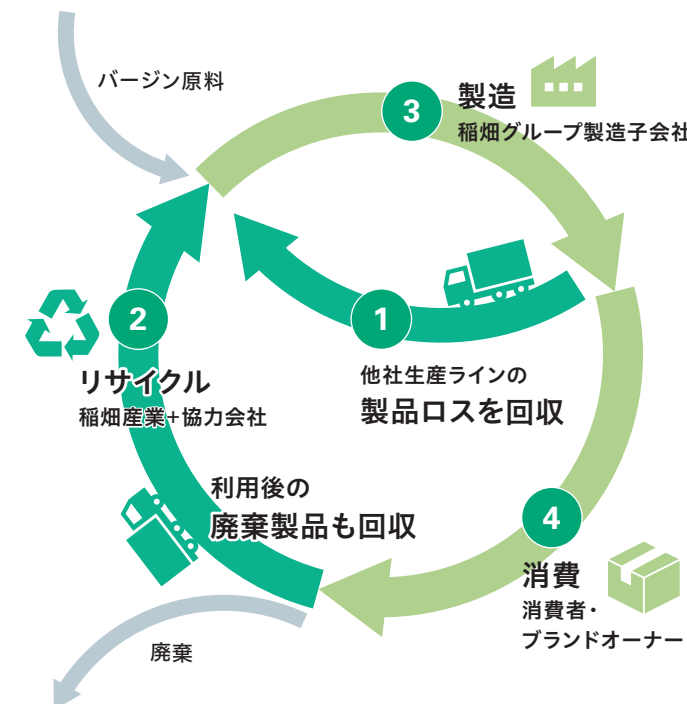 バージン原料
3
製造
稲畑グループ製造子会社
2
リサイクル
稲畑産業+協力会社
1
他社生産ラインの
製品ロスを回収
利用後の
廃棄製品も回収
4
消費
消費者・
ブランドオーナー
廃棄